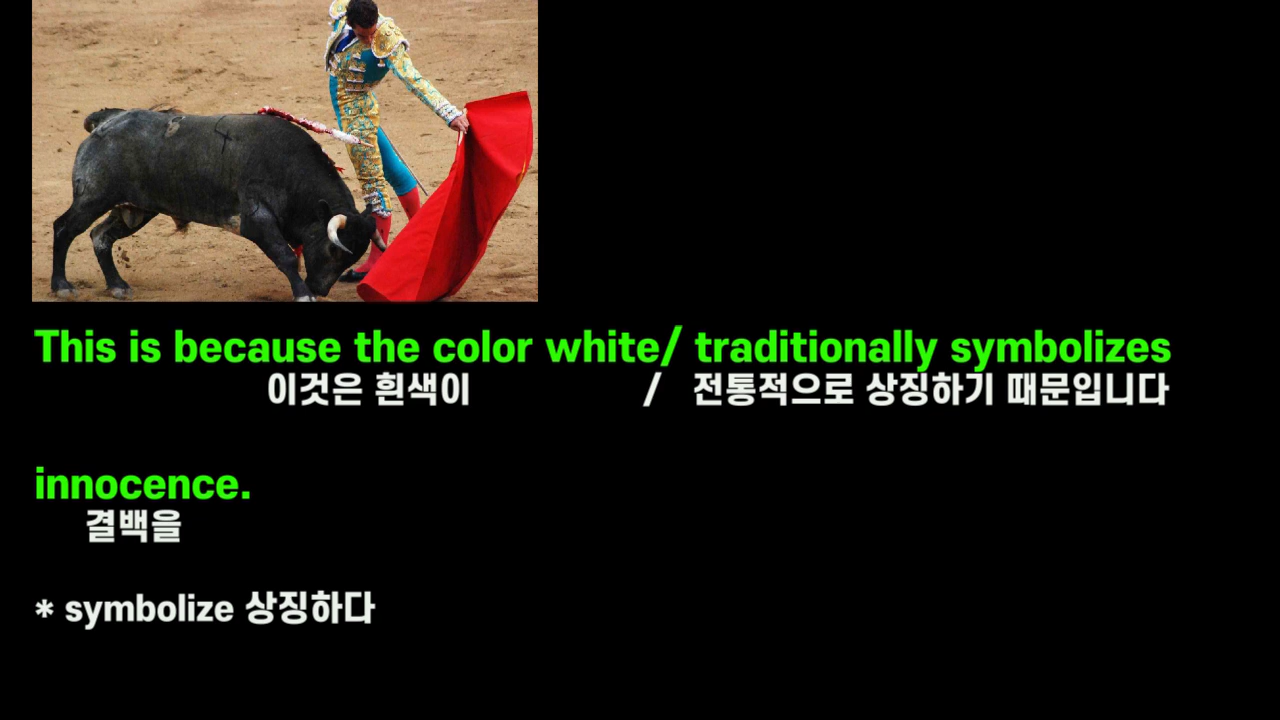 This is because the color white/ traditionally symbolizes
이것은 흰색이 / 전통적으로 상징하기 때문입니다
innocence.
결백을
* symbolize 상징하다